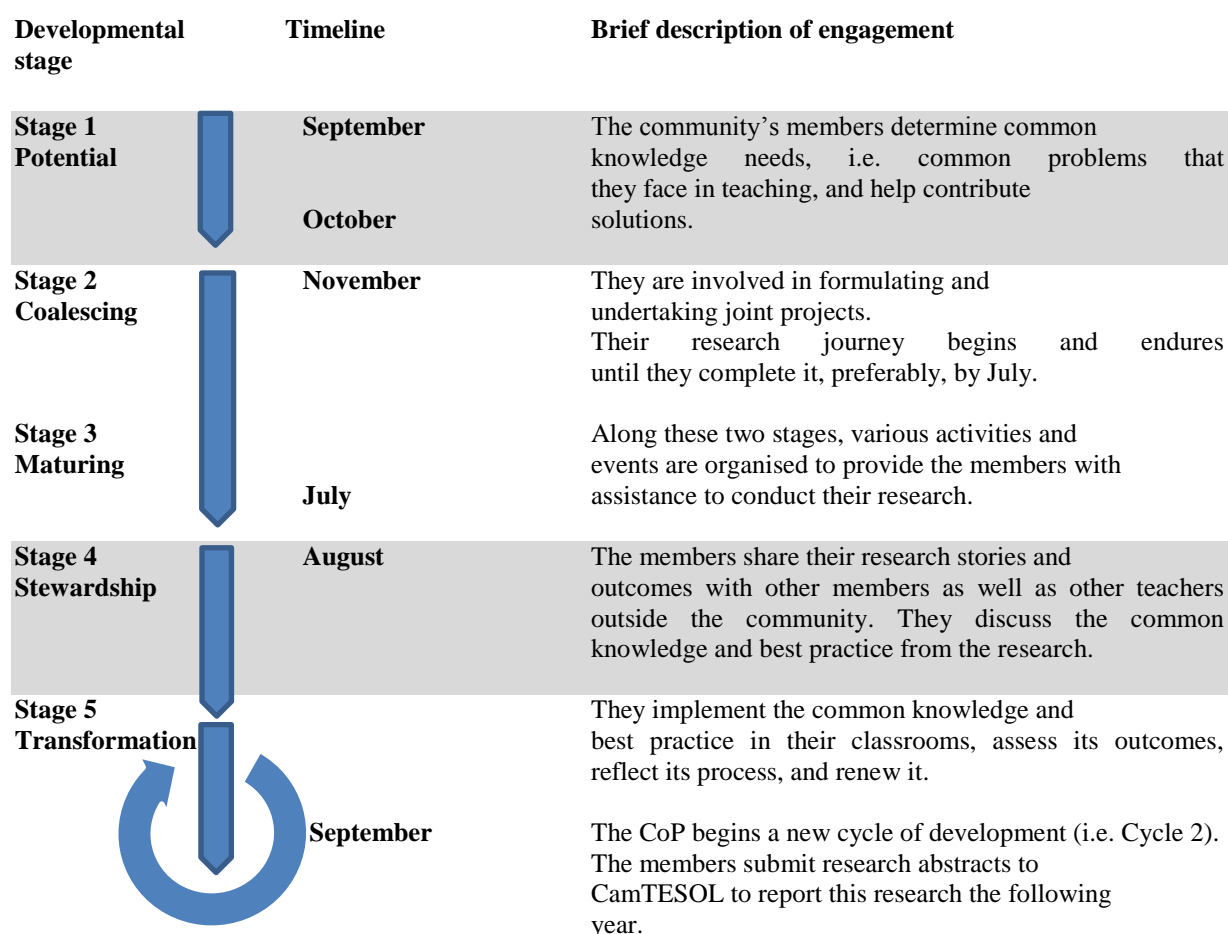 Developmental stage Timeline Brief description of engagement
Stage 1 September The community’s members determine common
Potential knowledge needs, i.e. common problems that
they face in teaching, and help contribute
October solutions.
Stage 2 November They are involved in formulating and
Coalescing undertaking joint projects.
Their research journey begins and endures
until they complete it, preferably, by July.
Stage 3 Along these two stages, various activities and
Maturing events are organised to provide the members with
July assistance to conduct their research.
Stage 4 August The members share their research stories and
Stewardship outcomes with other members as well as other teachers
outside the community. They discuss the common
knowledge and best practice from the research.
Stage 5 They implement the common knowledge and
Transformation best practice in their classrooms, assess its outcomes,
reflect its process, and renew it.
September The CoP begins a new cycle of development (i.e. Cycle 2).
The members submit research abstracts to
CamTESOL to report this research the following
year.